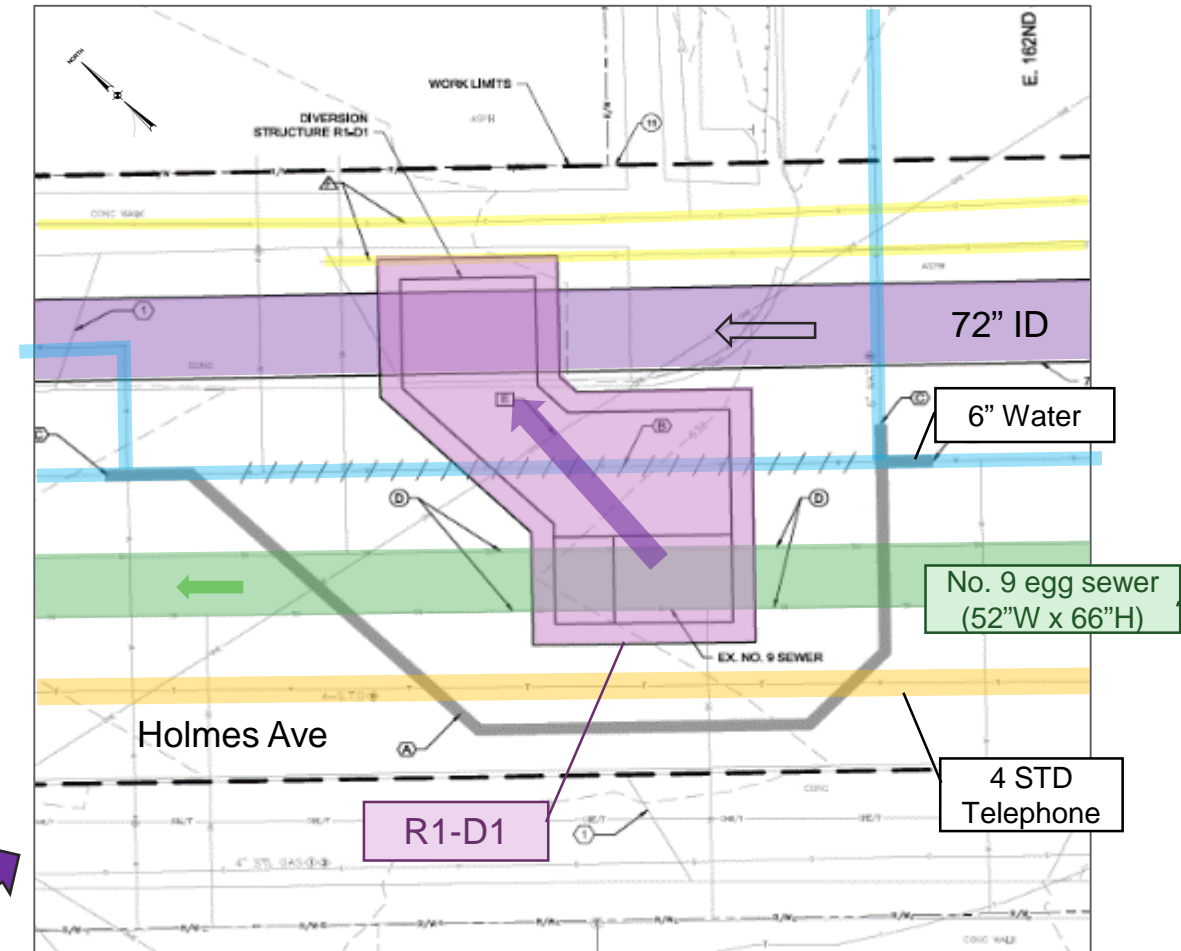 E. 162ND
NORTH
WORK LIMITS
DIVISION
STRUCTURE R1-D1
ASPH
R/W
11
CONC WALK
ASPH
1
72” ID
CONC
7
C
6” Water
E
B
C
D
D
No. 9 egg sewer
(52”W x 66”H)
EX. NO. 9 SEWER
Holmes Ave
A
4 STD
Telephone
CONC
R1-D1
1
4" STL GAS
CONC WALK